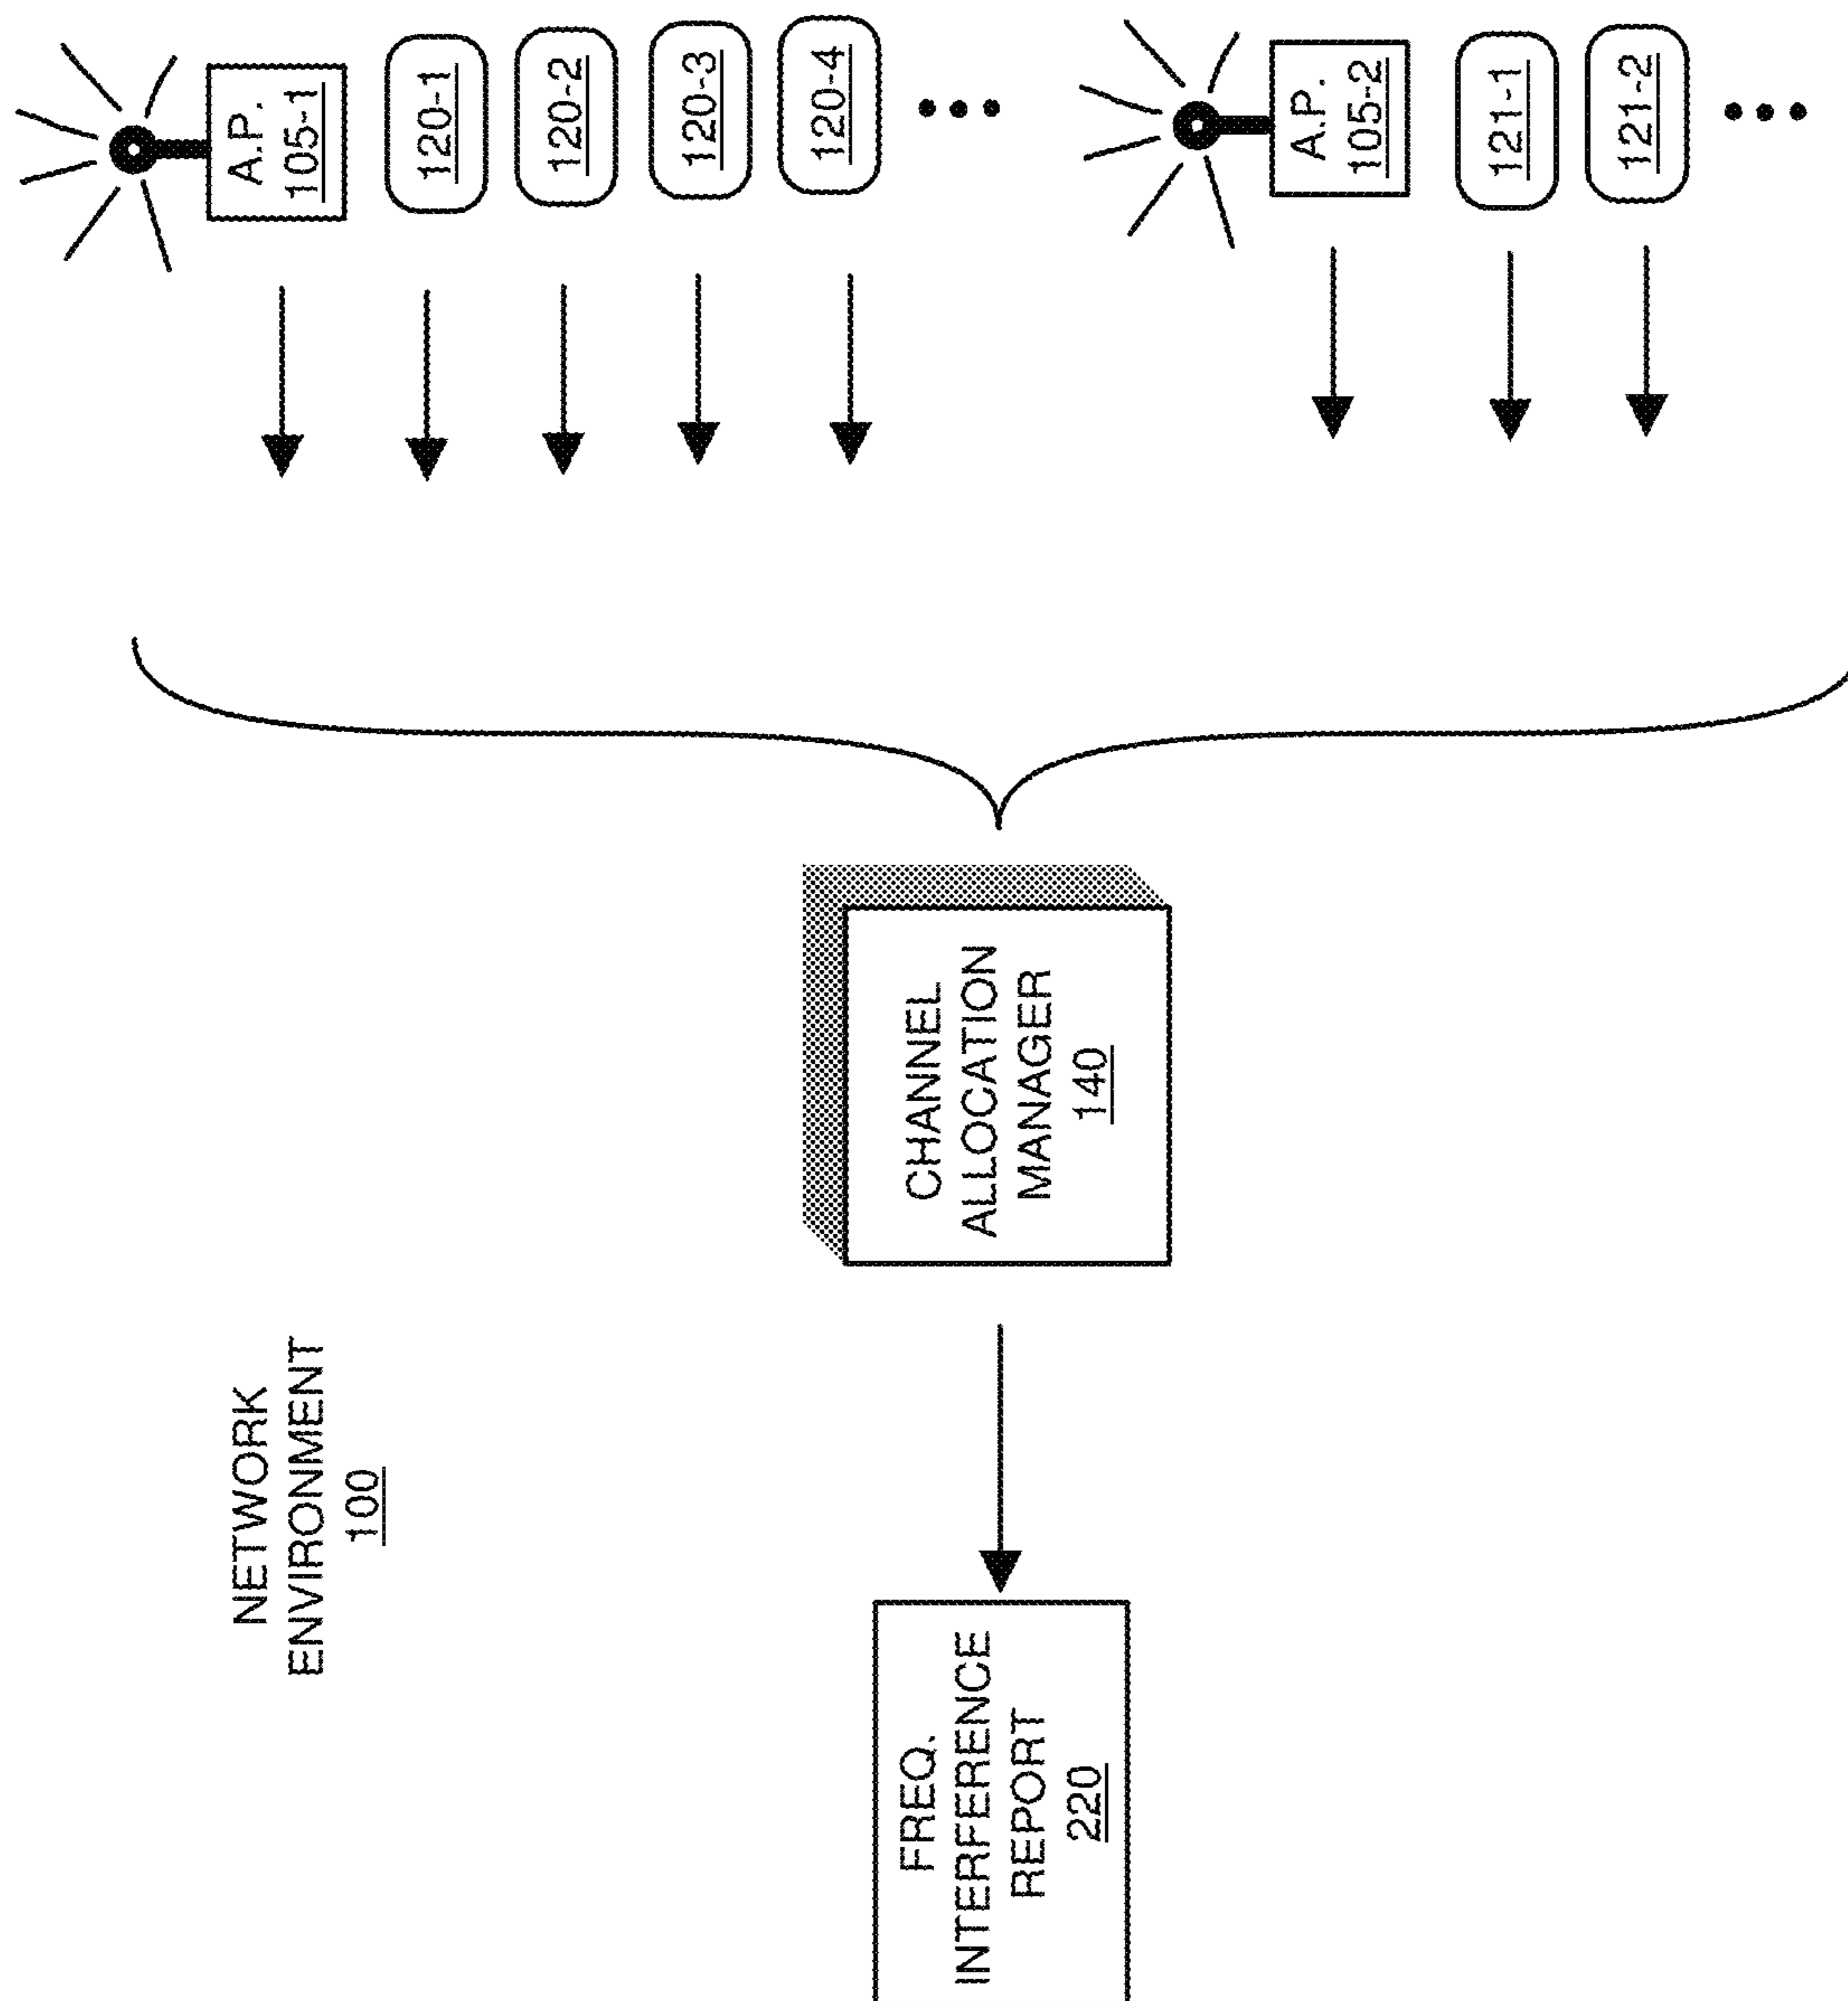 NETWORK
ENVIRONMENT
100
A.P.
105-1
120-1
120-2
120-3
120-4
A.P.
105-2
121-1
121-2
CHANNEL
ALLOCATION
MANAGER
140
FREQ.
INTERFERENCE
REPORT
220